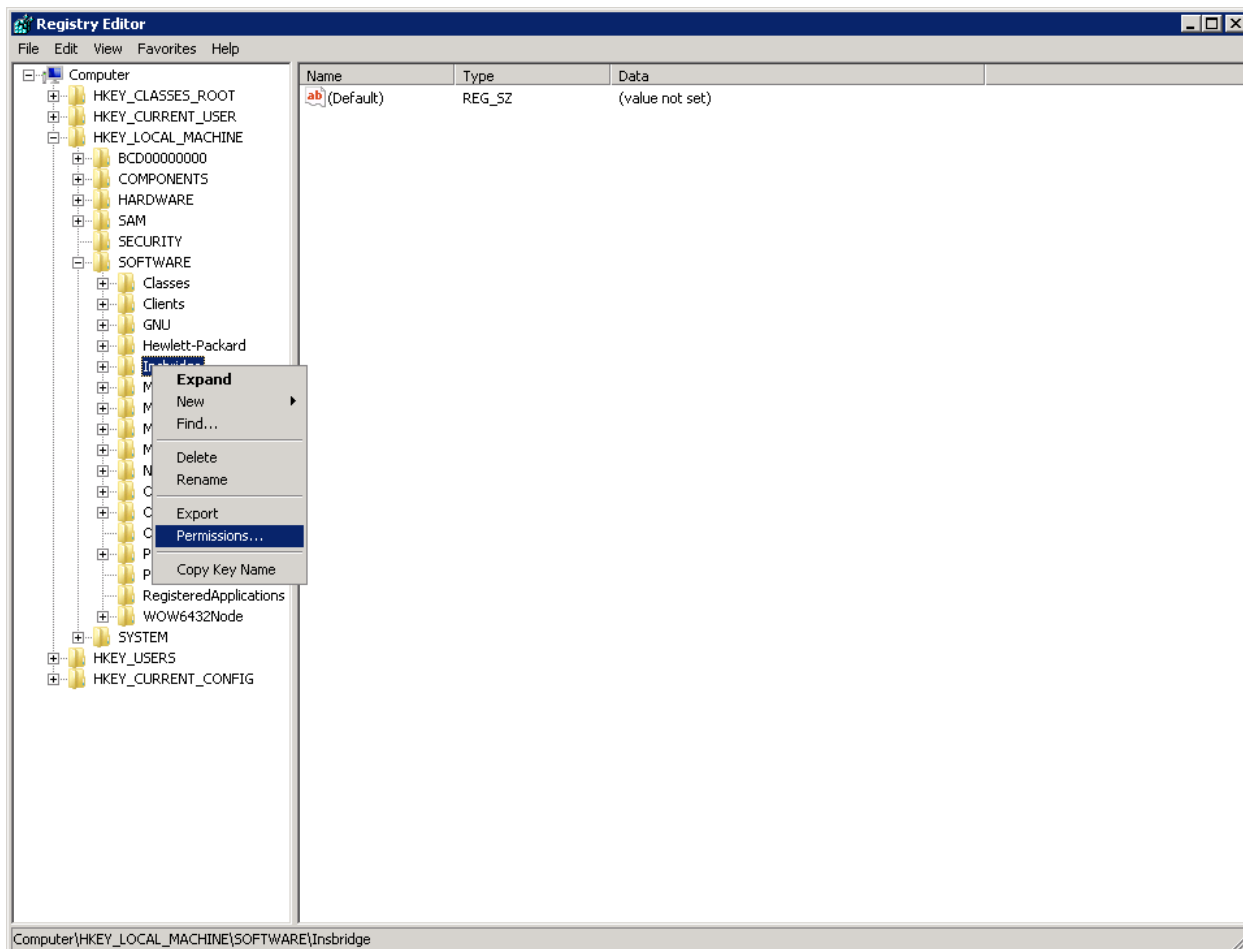 Registry Editor
File Edit View Favorites Help
Computer
HKEY_CLASSES_ROOT
HKEY_CURRENT_USER
HKEY_LOCAL_MACHINE
BCD00000000
COMPONENTS
HARDWARE
SAM
SECURITY
SOFTWARE
Classes
Clients
GNU
Hewlett-Packard
Insbridge
M
M
M
M
N
O
O
O
P
P
RegisteredApplications
WOW6432Node
SYSTEM
HKEY_USERS
HKEY_CURRENT_CONFIG
Expand
New
Find...
Delete
Rename
Export
Permissions...
Copy Key Name
Name Type Data
ab (Default) REG_SZ (value not set)
Computer\HKEY_LOCAL_MACHINE\SOFTWARE\Insbridge